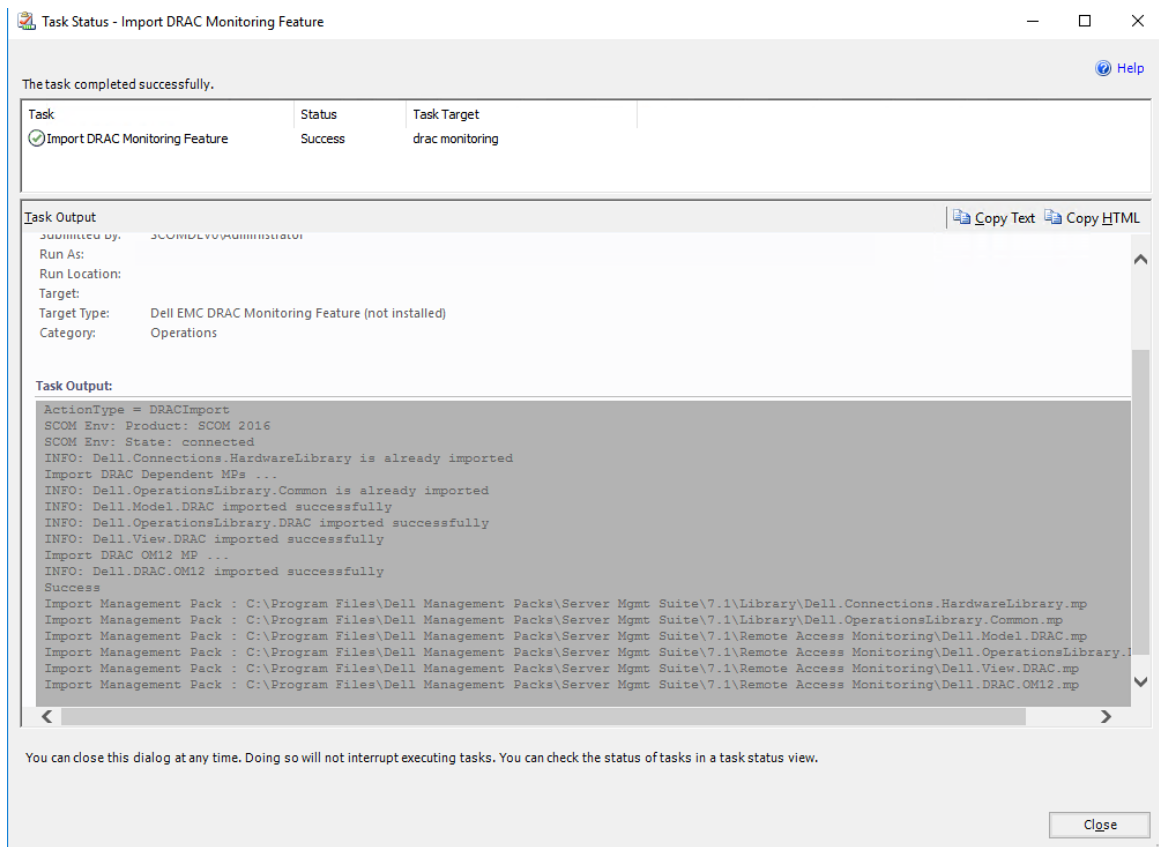 Task Status - Import DRAC Monitoring Feature
Help
The task completed successfully.
Task Status Task Target
Import DRAC Monitoring Feature Success drac monitoring
Task Output Copy Text Copy HTML
Submitted By: SCOMDEV0\Administrator
Run As:
Run Location:
Target:
Target Type: Dell EMC DRAC Monitoring Feature (not installed)
Category: Operations
Task Output:
ActionType = DRACImport
SCOM Env: Product: SCOM 2016
SCOM Env: State: connected
INFO: Dell.Connections.HardwareLibrary is already imported
Import DRAC Dependent MPs ...
INFO: Dell.OperationsLibrary.Common is already imported
INFO: Dell.Model.DRAC imported successfully
INFO: Dell.OperationsLibrary.DRAC imported successfully
INFO: Dell.View.DRAC imported successfully
Import DRAC OM12 MP ...
INFO: Dell.DRAC.OM12 imported successfully
Success
Import Management Pack : C:\Program Files\Dell Management Packs\Server Mgmt Suite\7.1\Library\Dell.Connections.HardwareLibrary.mp
Import Management Pack : C:\Program Files\Dell Management Packs\Server Mgmt Suite\7.1\Library\Dell.OperationsLibrary.Common.mp
Import Management Pack : C:\Program Files\Dell Management Packs\Server Mgmt Suite\7.1\Remote Access Monitoring\Dell.Model.DRAC.mp
Import Management Pack : C:\Program Files\Dell Management Packs\Server Mgmt Suite\7.1\Remote Access Monitoring\Dell.OperationsLibrary.
Import Management Pack : C:\Program Files\Dell Management Packs\Server Mgmt Suite\7.1\Remote Access Monitoring\Dell.View.DRAC.mp
Import Management Pack : C:\Program Files\Dell Management Packs\Server Mgmt Suite\7.1\Remote Access Monitoring\Dell.DRAC.OM12.mp
You can close this dialog at any time. Doing so will not interrupt executing tasks. You can check the status of tasks in a task status view.
Close